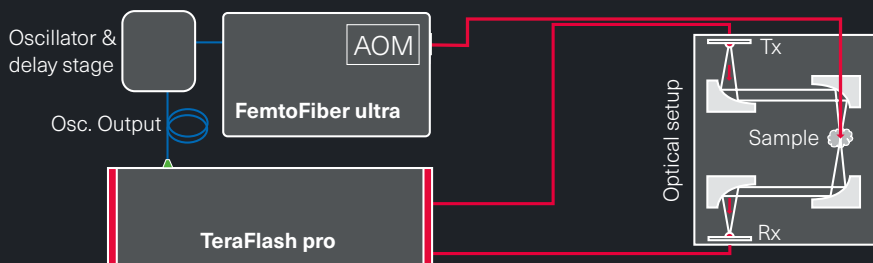 Oscillator &
delay stage
AOM
FemtoFiber ultra
Osc. Output
TeraFlash pro
Optical setup
Tx
Sample
Rx